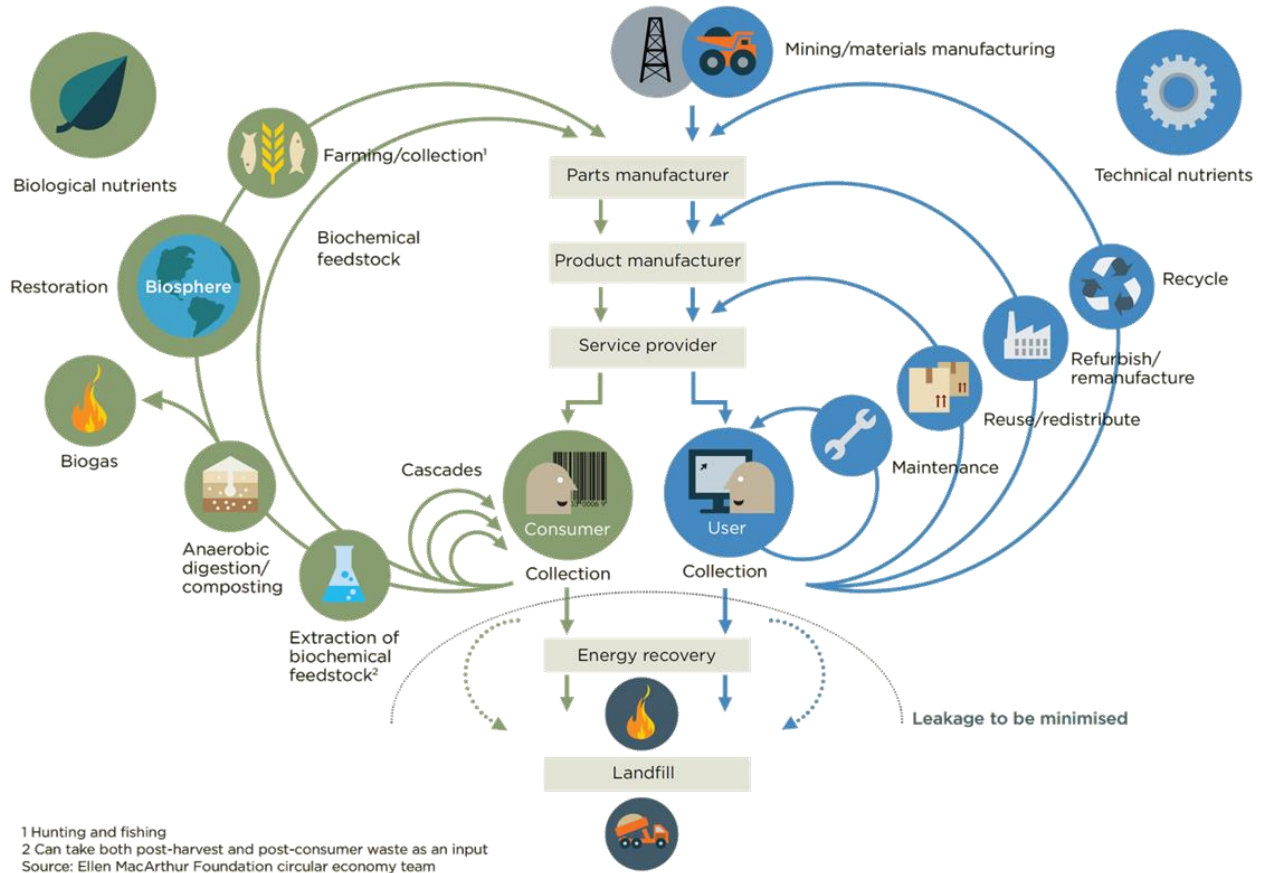 Mining/materials manufacturing
Biological nutrients
Technical nutrients
Farming/collection¹
Parts manufacturer
Biochemical
feedstock
Restoration
Biosphere
Product manufacturer
Recycle
Service provider
Refurbish/
remanufacture
Reuse/redistribute
Biogas
Cascades
Maintenance
Consumer
User
Anaerobic
digestion/
composting
Collection
Collection
Extraction of
biochemical
feedstock²
Energy recovery
Leakage to be minimised
Landfill
1 Hunting and fishing
2 Can take both post-harvest and post-consumer waste as an input
Source: Ellen MacArthur Foundation circular economy team